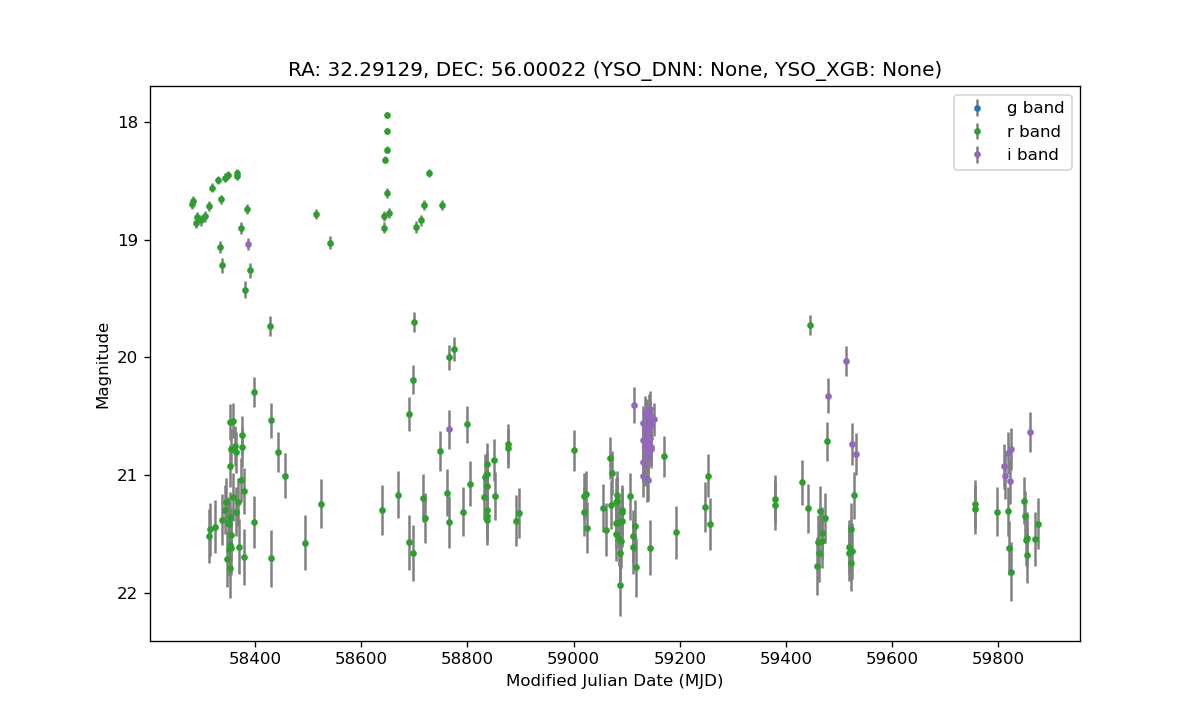 RA: 32.29129, DEC: 56.00022 (YSO_DNN: None, YSO_XGB: None)
g band
r band
i band
18
19
20
21
22
Magnitude
58400
58600
58800
59000
59200
59400
59600
59800
Modified Julian Date (MJD)